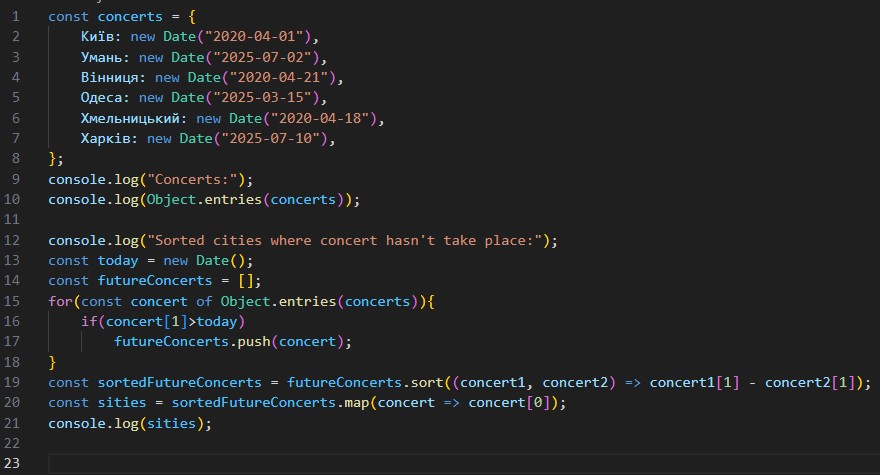 1 const concerts = {
2 Київ: new Date("2020-04-01"),
3 Умань: new Date("2025-07-02"),
4 Вінниця: new Date("2020-04-21"),
5 Одеса: new Date("2025-03-15"),
6 Хмельницький: new Date("2020-04-18"),
7 Харків: new Date("2025-07-10"),
8 };
9 console.log("Concerts:");
10 console.log(Object.entries(concerts));
11
12 console.log("Sorted cities where concert hasn't take place:");
13 const today = new Date();
14 const futureConcerts = [];
15 for(const concert of Object.entries(concerts)){
16 if(concert[1]>today)
17 futureConcerts.push(concert);
18 }
19 const sortedFutureConcerts = futureConcerts.sort((concert1, concert2) => concert1[1] - concert2[1]);
20 const sities = sortedFutureConcerts.map(concert => concert[0]);
21 console.log(sities);
22
23